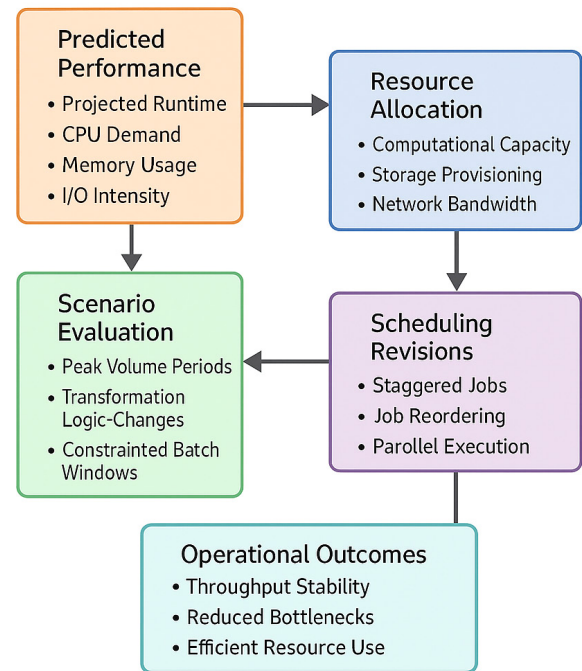 Predicted
Performance
• Projected Runtime
• CPU Demand
• Memory Usage
• I/O Intensity
Resource
Allocation
• Computational Capacity
• Storage Provisioning
• Network Bandwidth
Scenario
Evaluation
• Peak Volume Periods
• Transformation
Logic-Changes
• Constrainted Batch
Windows
Scheduling
Revisions
• Staggered Jobs
• Job Reordering
• Parollel Execution
Operational Outcomes
• Throughput Stability
• Reduced Bottlenecks
• Efficient Resource Use